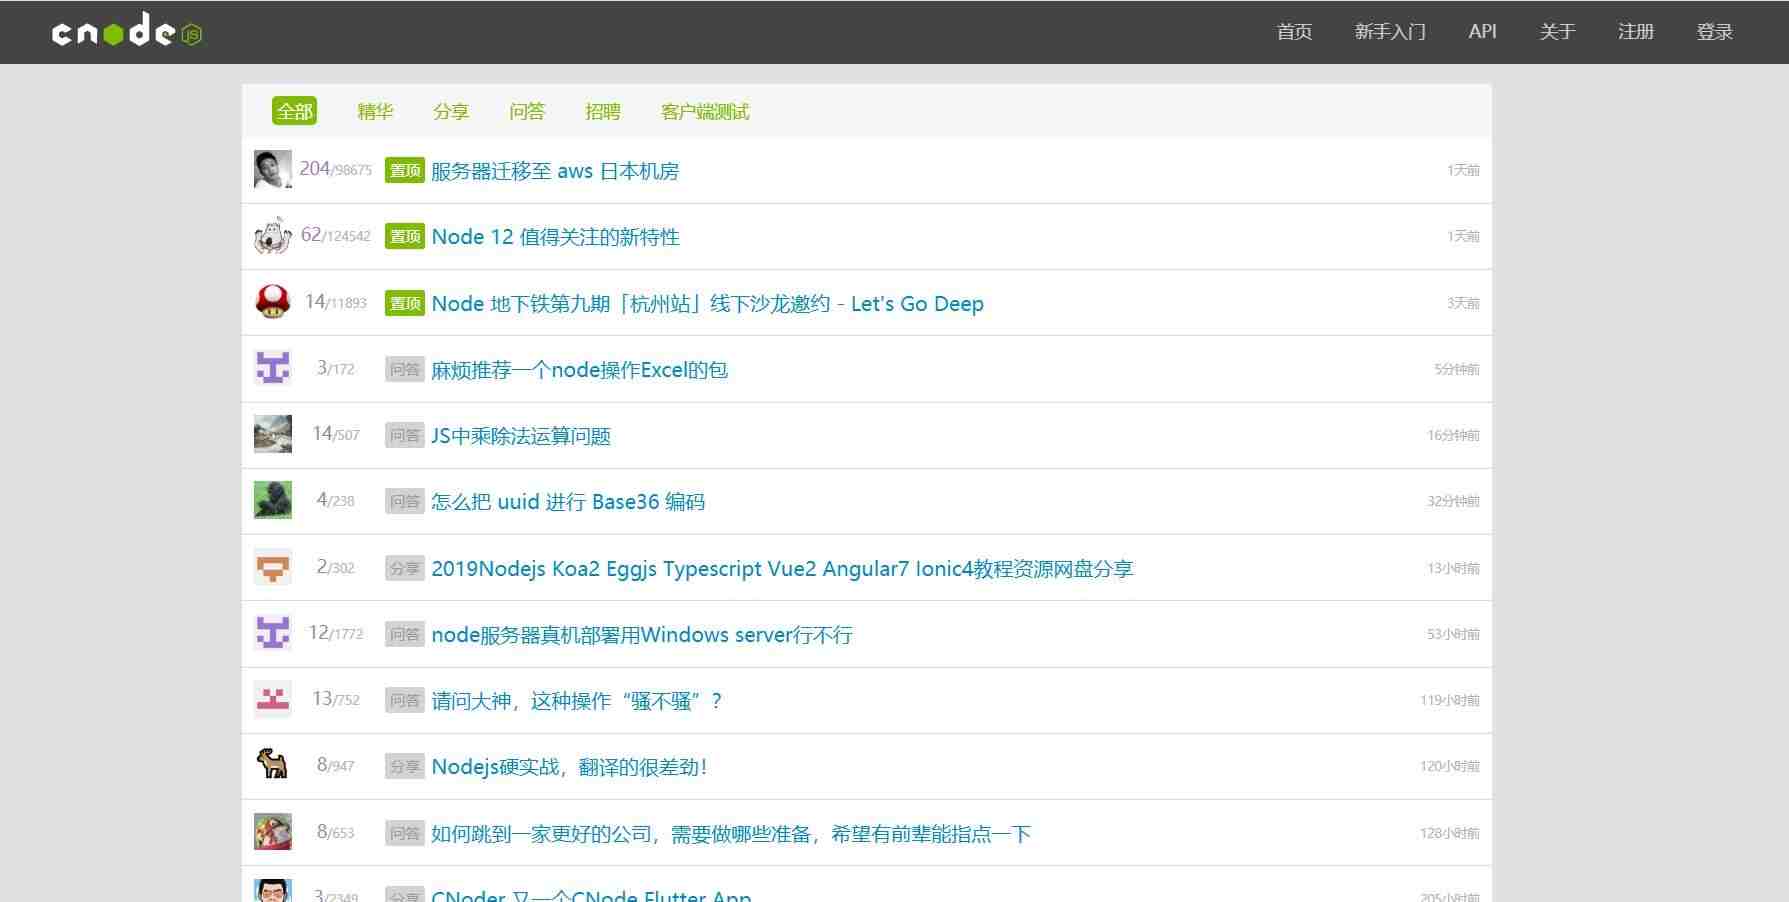 cnode JS 首页 新手入门 API 关于 注册 登录
全部 精华 分享 问答 招聘 客户端测试
204/98675 置顶 服务器迁移至 aws 日本机房 1天前
62/124542 置顶 Node 12 值得关注的新特性 1天前
14/11893 置顶 Node 地下铁第九期「杭州站」线下沙龙邀约 - Let's Go Deep 3天前
3/172 问答 麻烦推荐一个node操作Excel的包 5分钟前
14/507 问答 JS中乘除法运算问题 16分钟前
4/238 问答 怎么把 uuid 进行 Base36 编码 32分钟前
2/302 分享 2019Nodejs Koa2 Eggjs Typescript Vue2 Angular7 Ionic4教程资源网盘分享 13小时前
12/1772 问答 node服务器真机部署用Windows server行不行 53小时前
13/752 问答 请问大神，这种操作“骚不骚”？ 119小时前
8/947 分享 Nodejs硬实战，翻译的很差劲！ 120小时前
8/653 问答 如何跳到一家更好的公司，需要做哪些准备，希望有前辈能指点一下 128小时前
3/2349 分享 CNoder 又一个CNode Flutter App 205小时前